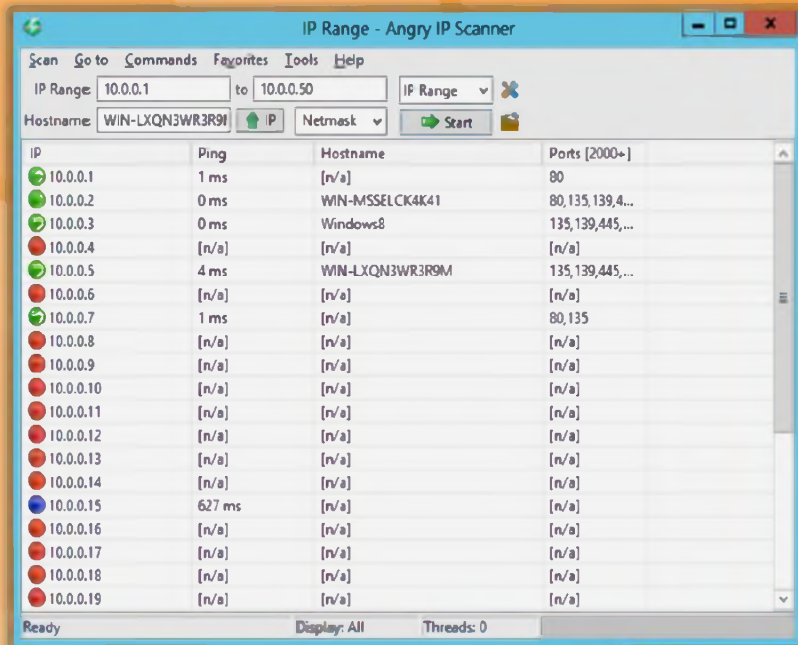 IP Range - Angry IP Scanner
Scan Go to Commands Favorites Tools Help
IP Range 10.0.0.1 to 10.0.0.50 IP Range
Hostname WIN-LXQN3WR3R9 IP Netmask Start
IP Ping Hostname Ports [2000+]
10.0.0.1 1 ms [n/a] 80
10.0.0.2 0 ms WIN-MSSELCK4K41 80,135,139,4...
10.0.0.3 0 ms Windows8 135,139,445,...
10.0.0.4 [n/a] [n/a] [n/a]
10.0.0.5 4 ms WIN-LXQN3WR3R9M 135,139,445,...
10.0.0.6 [n/a] [n/a] [n/a]
10.0.0.7 1 ms [n/a] 80,135
10.0.0.8 [n/a] [n/a] [n/a]
10.0.0.9 [n/a] [n/a] [n/a]
10.0.0.10 [n/a] [n/a] [n/a]
10.0.0.11 [n/a] [n/a] [n/a]
10.0.0.12 [n/a] [n/a] [n/a]
10.0.0.13 [n/a] [n/a] [n/a]
10.0.0.14 [n/a] [n/a] [n/a]
10.0.0.15 627 ms [n/a] [n/a]
10.0.0.16 [n/a] [n/a] [n/a]
10.0.0.17 [n/a] [n/a] [n/a]
10.0.0.18 [n/a] [n/a] [n/a]
10.0.0.19 [n/a] [n/a] [n/a]
Ready Display: All Threads: 0